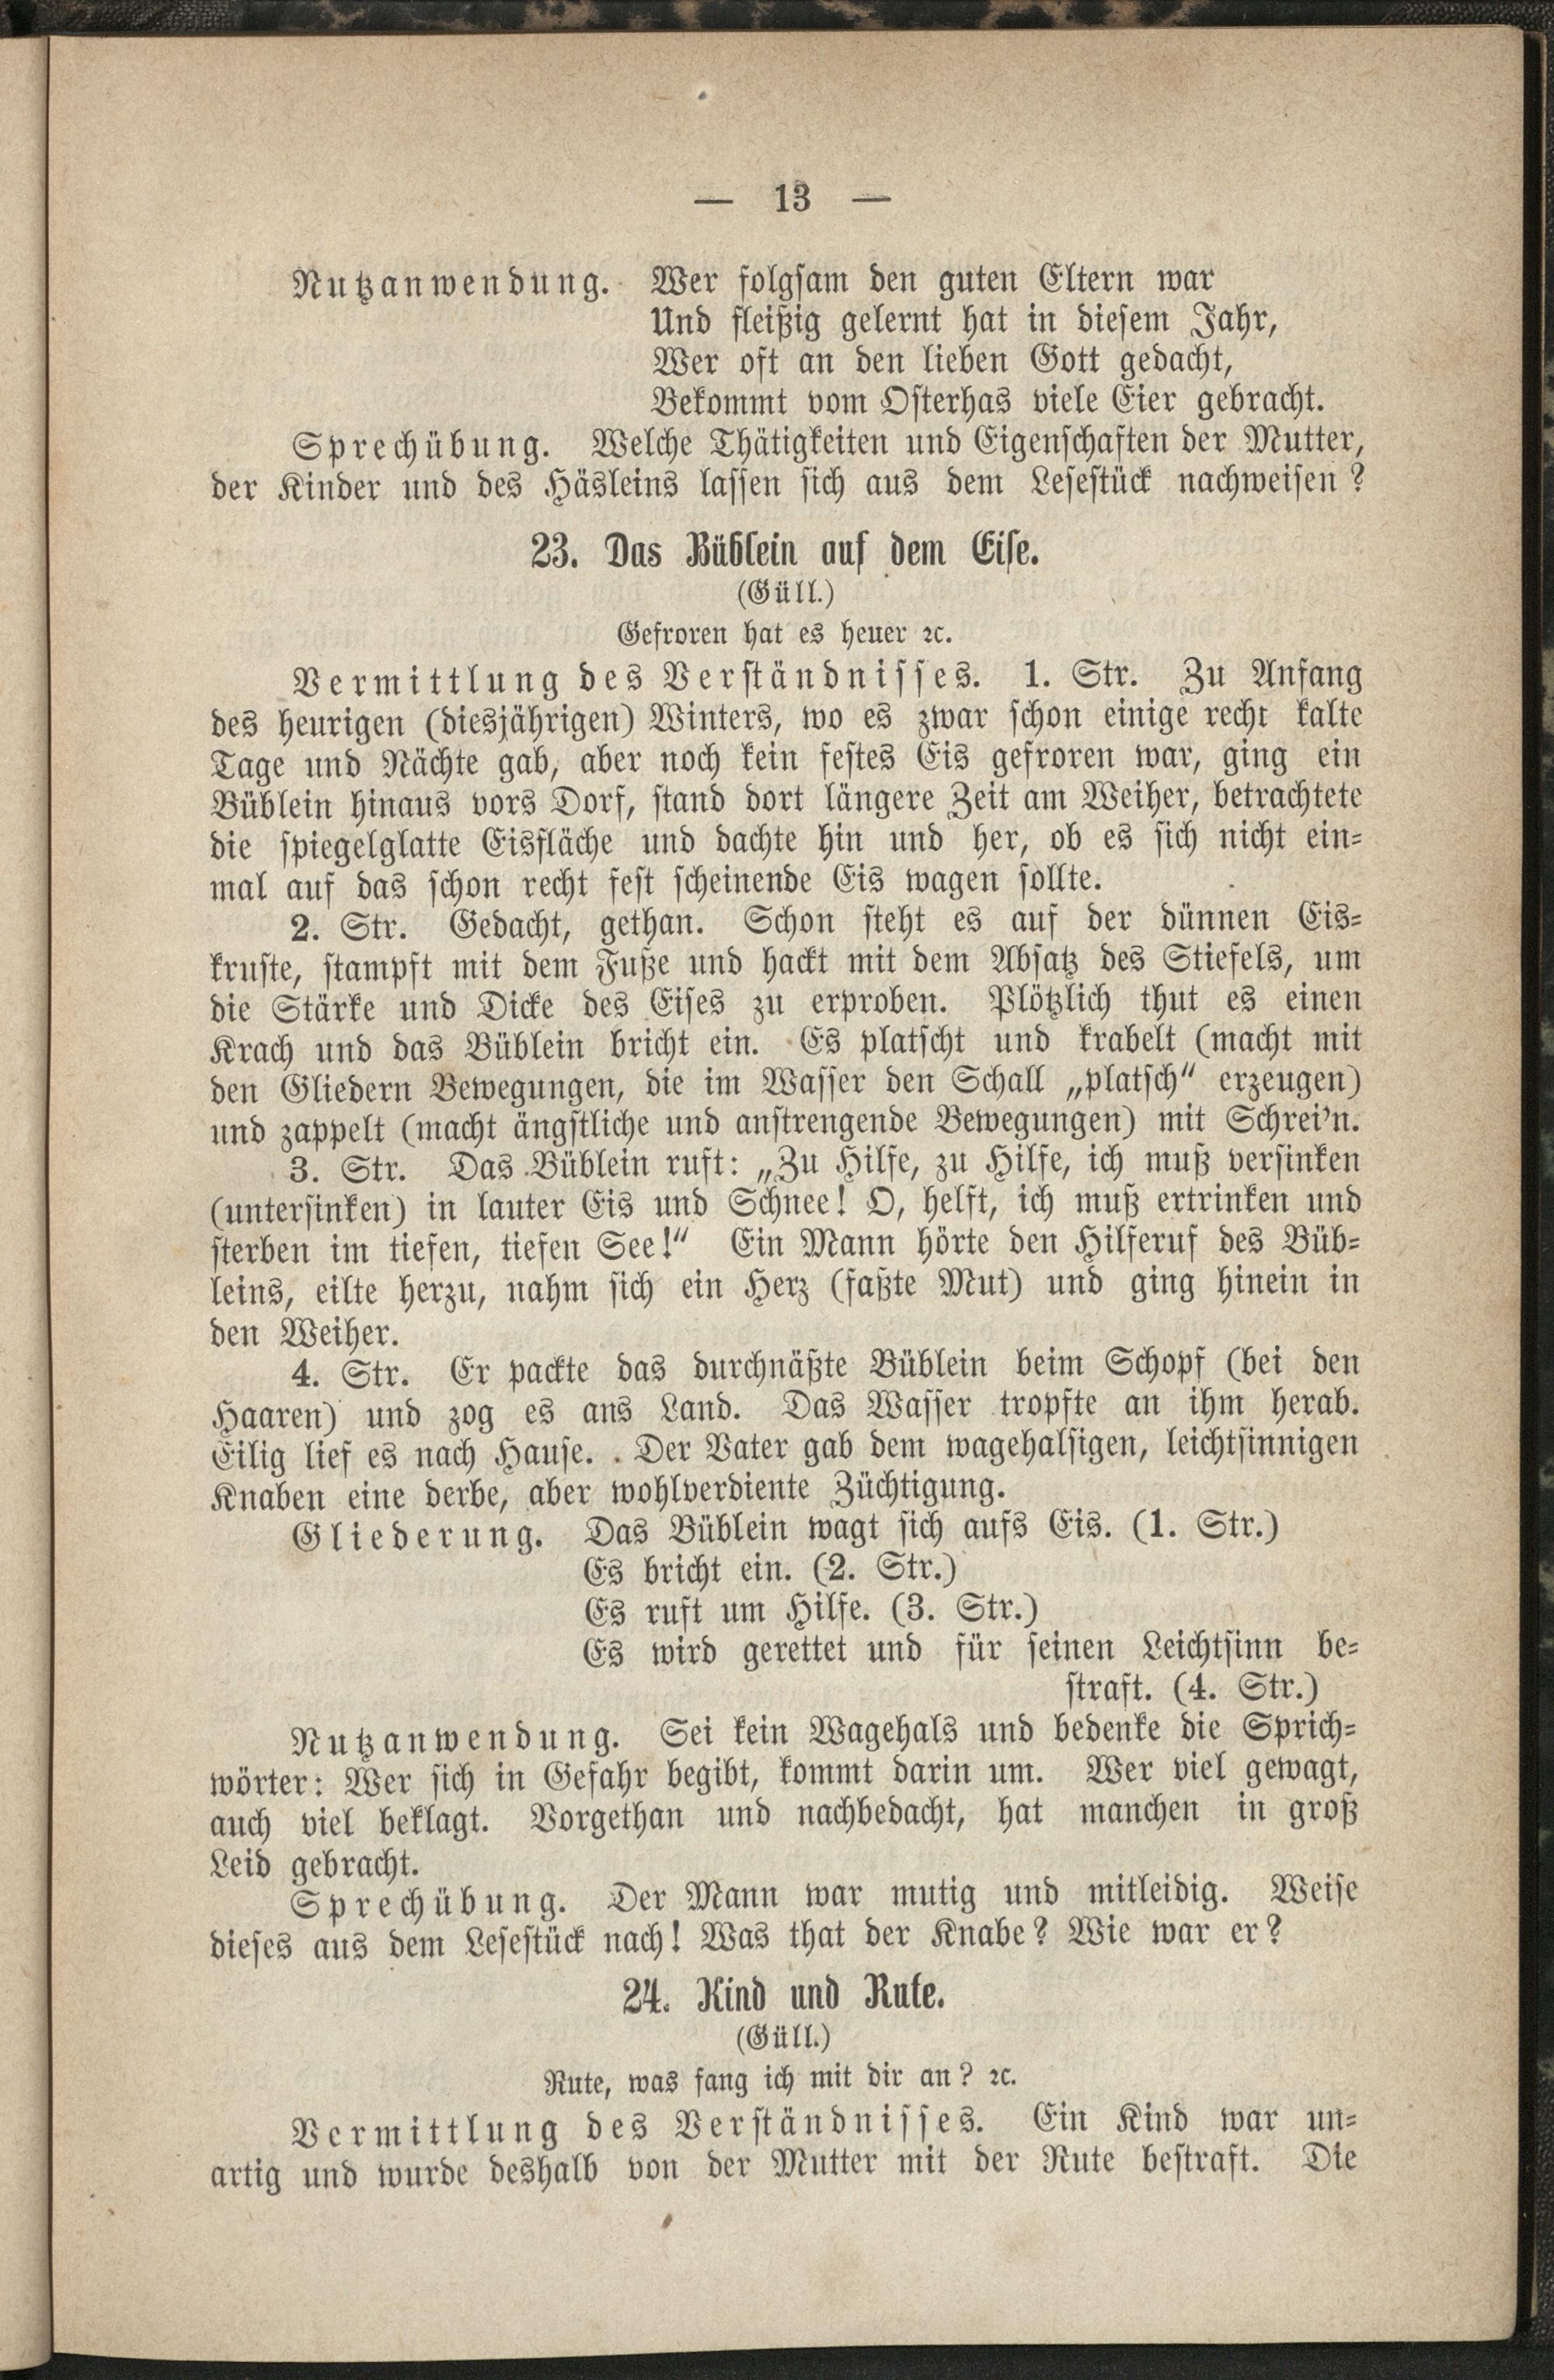 — 13 —
Nutzanwendung. Wer folgsam den guten Eltern war
Und fleißig gelernt hat in diesem Jahr,
Wer oft an den lieben Gott gedacht,
Bekommt vom Osterhas viele Eier gebracht.
Sprechübung. Welche Thätigkeiten und Eigenschaften der Mutter,
der Kinder und des Häsleins lassen sich aus dem Lesestück nachweisen?
23. Das Büblein auf dem Eise.
(Güll.)
Gefroren hat es heuer ꝛc.
Vermittlung des Verständnisses. 1. Str. Zu Anfang
des heurigen (diesjährigen) Winters, wo es zwar schon einige recht kalte
Tage und Nächte gab, aber noch kein festes Eis gefroren war, ging ein
Büblein hinaus vors Dorf, stand dort längere Zeit am Weiher, betrachtete
die spiegelglatte Eisfläche und dachte hin und her, ob es sich nicht ein-
mal auf das schon recht fest scheinende Eis wagen sollte.
2. Str. Gedacht, gethan. Schon steht es auf der dünnen Eis-
kruste, stampft mit dem Fuße und hackt mit dem Absatz des Stiefels, um
die Stärke und Dicke des Eises zu erproben. Plötzlich thut es einen
Krach und das Büblein bricht ein. Es platscht und krabelt (macht mit
den Gliedern Bewegungen, die im Wasser den Schall „platsch“ erzeugen)
und zappelt (macht ängstliche und anstrengende Bewegungen) mit Schrei'n.
3. Str. Das Büblein ruft: „Zu Hilfe, zu Hilfe, ich muß versinken
(untersinken) in lauter Eis und Schnee! O, helft, ich muß ertrinken und
sterben im tiefen, tiefen See!“ Ein Mann hörte den Hilferuf des Büb-
leins, eilte herzu, nahm sich ein Herz (faßte Mut) und ging hinein in
den Weiher.
4. Str. Er packte das durchnäßte Büblein beim Schopf (bei den
Haaren) und zog es ans Land. Das Wasser tropfte an ihm herab.
Eilig lief es nach Hause. Der Vater gab dem wagehalsigen, leichtsinnigen
Knaben eine derbe, aber wohlverdiente Züchtigung.
Gliederung. Das Büblein wagt sich aufs Eis. (1. Str.)
Es bricht ein. (2. Str.)
Es ruft um Hilfe. (3. Str.)
Es wird gerettet und für seinen Leichtsinn be-
straft. (4. Str.)
Nutzanwendung. Sei kein Wagehals und bedenke die Sprich-
wörter: Wer sich in Gefahr begibt, kommt darin um. Wer viel gewagt,
auch viel beklagt. Vorgethan und nachbedacht, hat manchen in groß
Leid gebracht.
Sprechübung. Der Mann war mutig und mitleidig. Weise
dieses aus dem Lesestück nach! Was that der Knabe? Wie war er?
24. Kind und Rute.
(Güll.)
Rute, was fang ich mit dir an? ꝛc.
Vermittlung des Verständnisses. Ein Kind war un-
artig und wurde deshalb von der Mutter mit der Rute bestraft. Die